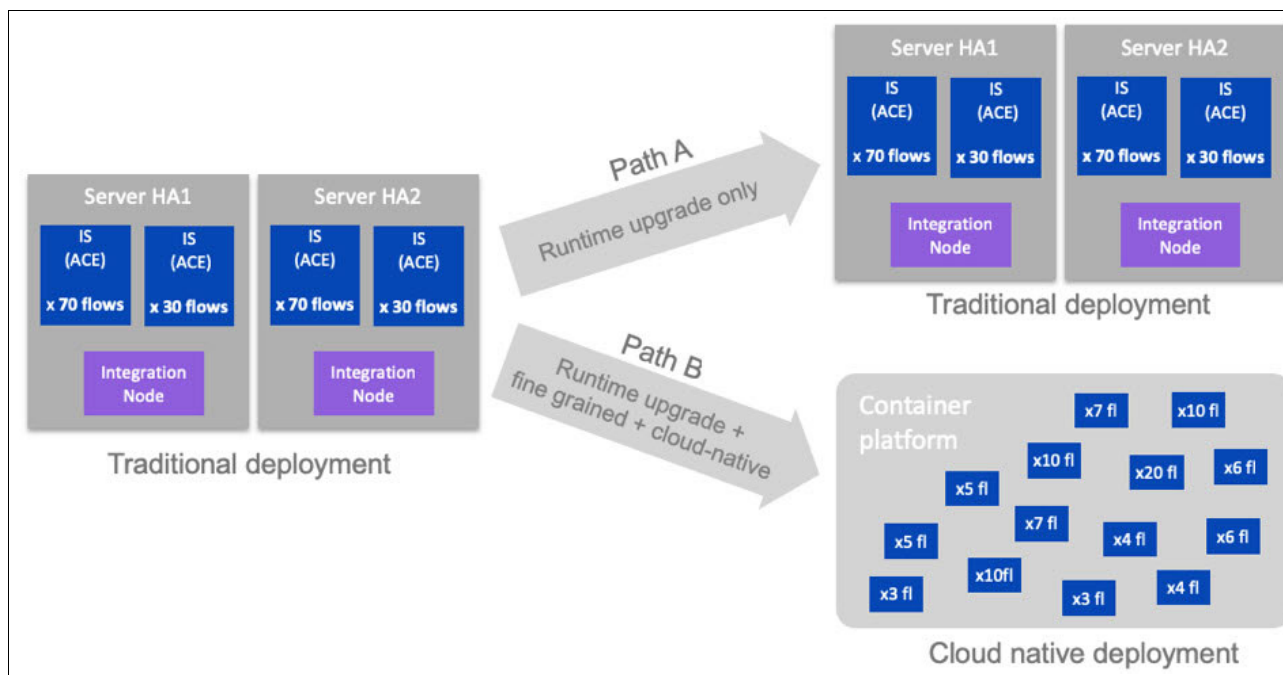 Server HA1
Server HA2
IS
(ACE)
x 70 flows
IS
(ACE)
x 30 flows
IS
(ACE)
x 70 flows
IS
(ACE)
x 30 flows
Integration
Node
Integration
Node
Traditional deployment
Path A
Runtime upgrade only
Path B
Runtime upgrade +
fine grained + cloud-native
Server HA1
Server HA2
IS
(ACE)
x 70 flows
IS
(ACE)
x 30 flows
IS
(ACE)
x 70 flows
IS
(ACE)
x 30 flows
Integration
Node
Integration
Node
Traditional deployment
Container
platform
x7 fl
x10 fl
x10 fl
x20 fl
x6 fl
x5 fl
x7 fl
x5 fl
x4 fl
x6 fl
x10fl
x3 fl
x3 fl
x4 fl
Cloud native deployment